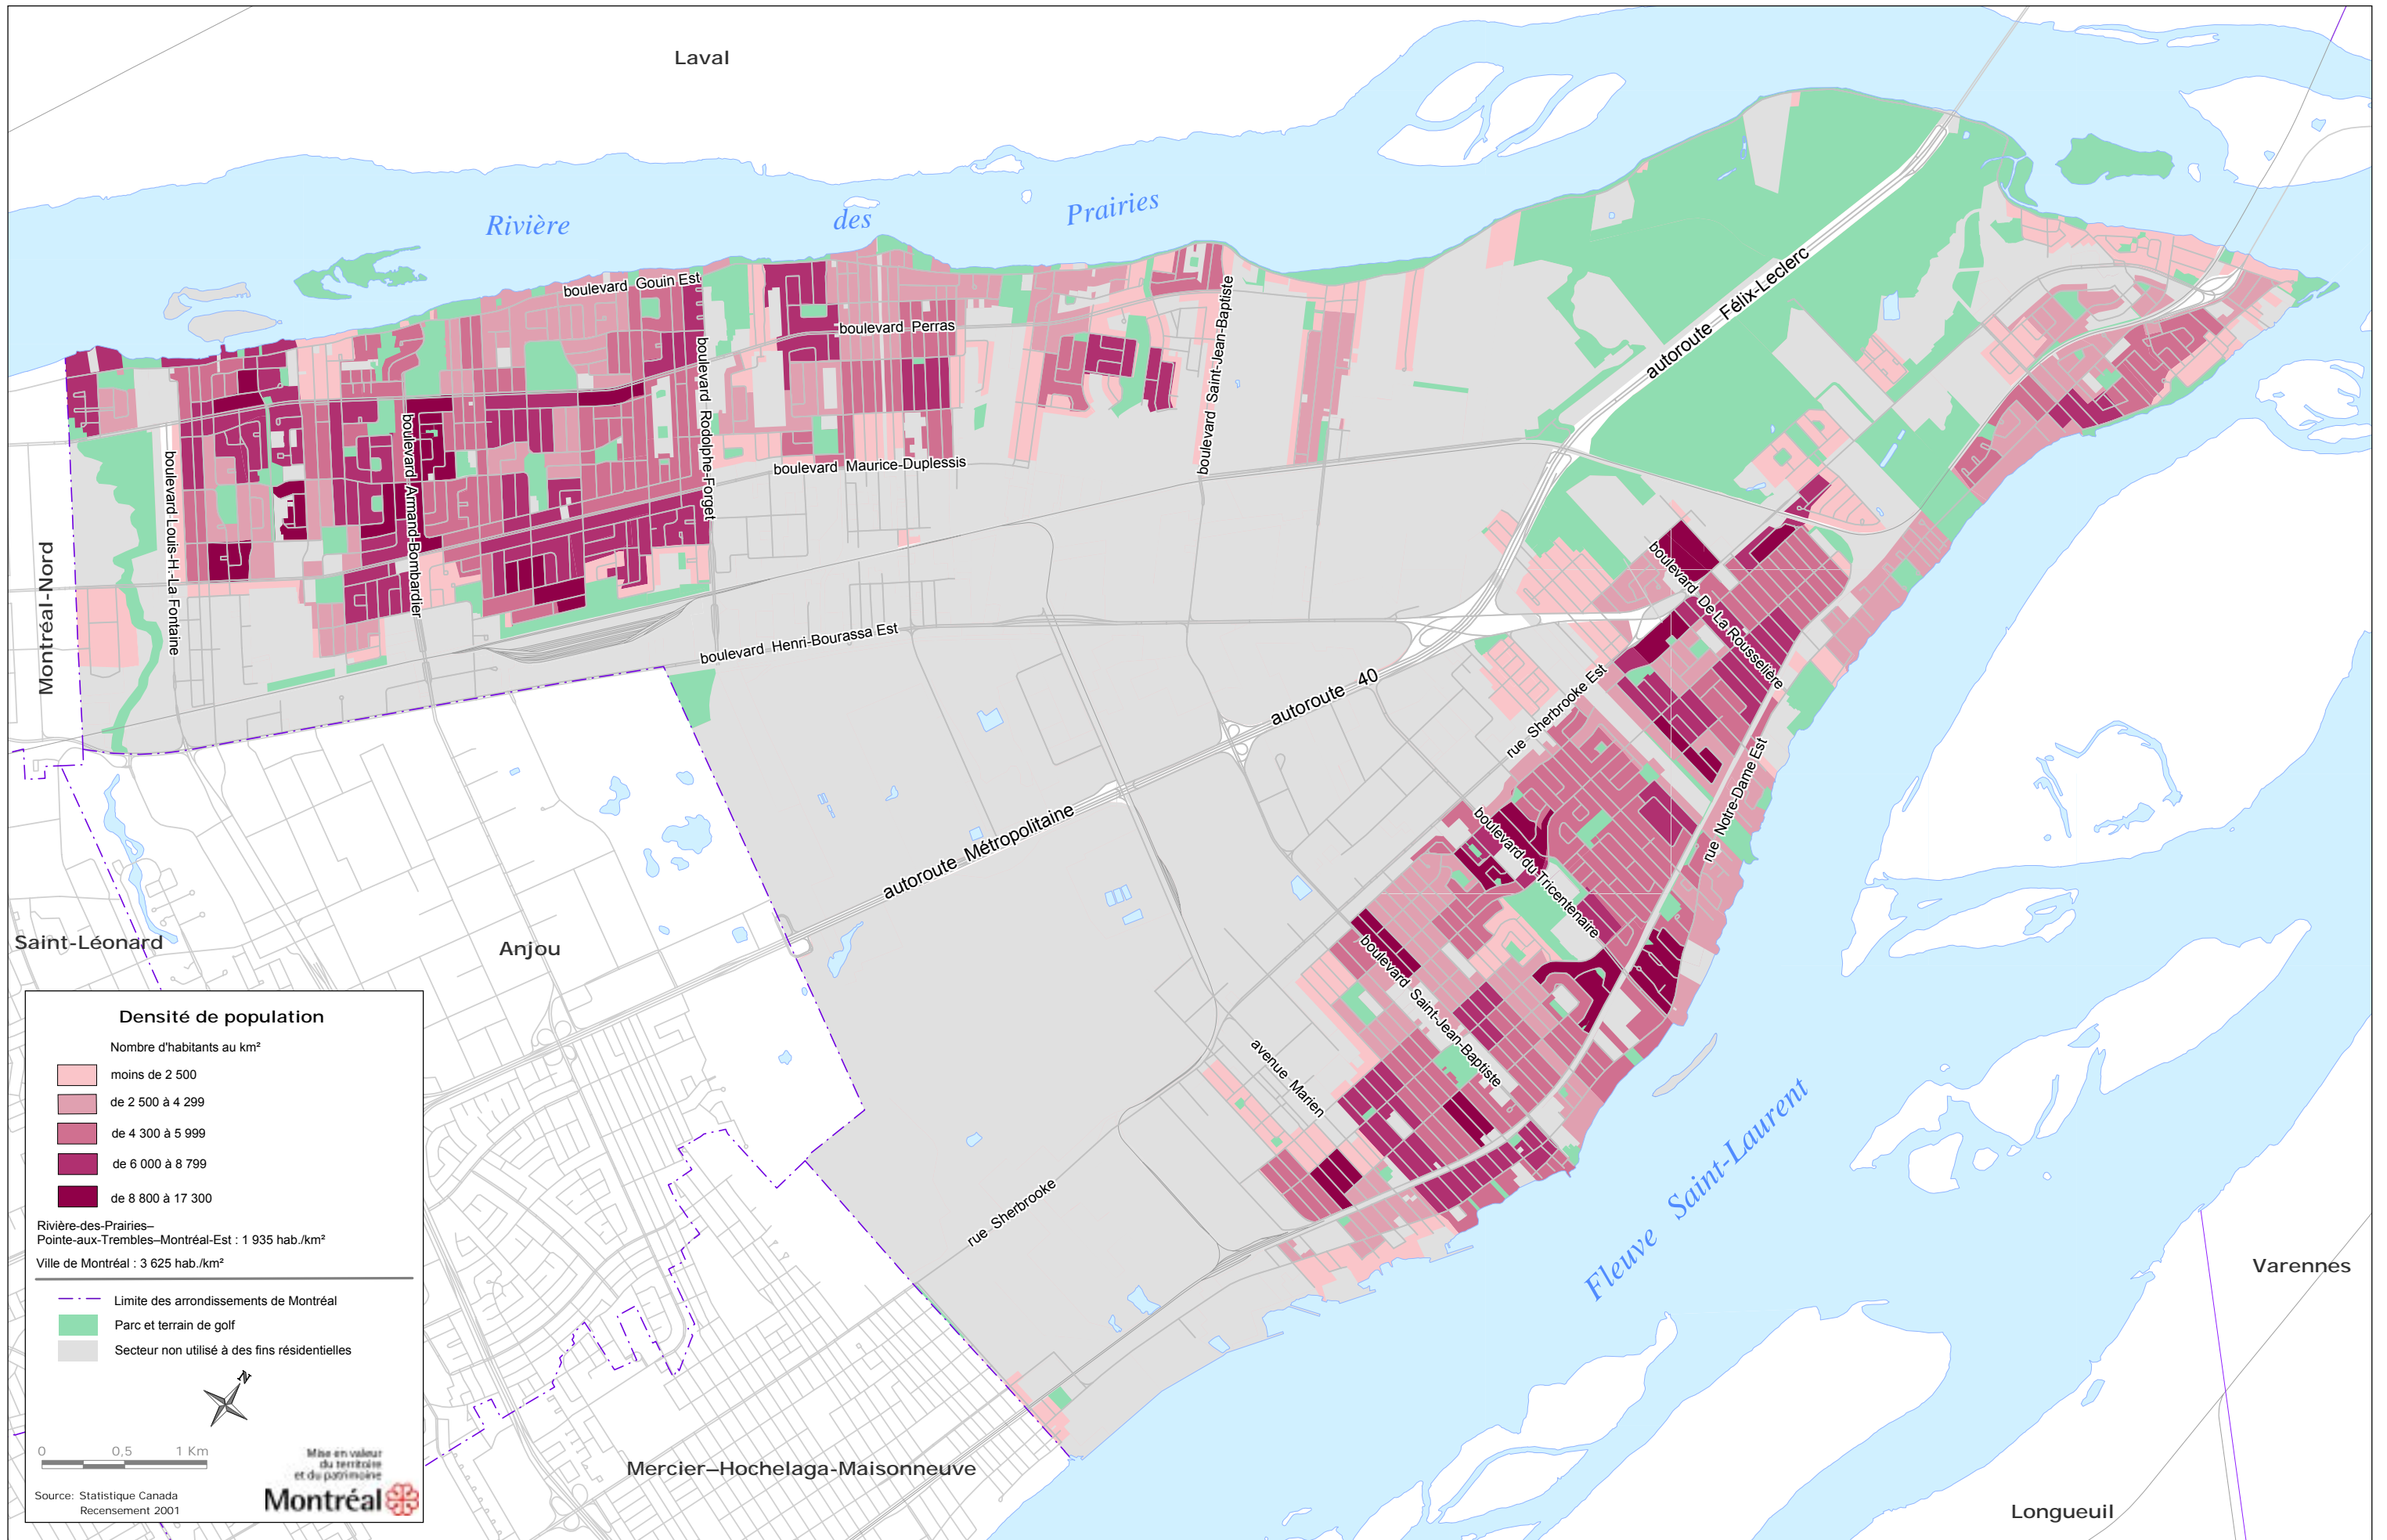 Laval
Rivière des Prairies
boulevard Gouin Est
boulevard Perras
boulevard Saint-Jean-Baptiste
autoroute Félix-Leclerc
boulevard Rodolphe-Forget
boulevard Maurice-Duplessis
boulevard Armand-Bombardier
boulevard Louis-H.-La Fontaine
Montréal-Nord
boulevard Henri-Bourassa Est
boulevard De La Rousselière
autoroute 40
rue Sherbrooke Est
rue Notre-Dame Est
autoroute Métropolitaine
boulevard du Tricentenaire
Saint-Léonard
Anjou
boulevard Saint-Jean-Baptiste
avenue Marien
rue Sherbrooke
Fleuve Saint-Laurent
Varennes
Mercier–Hochelaga-Maisonneuve
Longueuil
Densité de population
Nombre d'habitants au km²
moins de 2 500
de 2 500 à 4 299
de 4 300 à 5 999
de 6 000 à 8 799
de 8 800 à 17 300
Rivière-des-Prairies–
Pointe-aux-Trembles–Montréal-Est : 1 935 hab./km²
Ville de Montréal : 3 625 hab./km²
Limite des arrondissements de Montréal
Parc et terrain de golf
Secteur non utilisé à des fins résidentielles
N
0 0,5 1 Km
Mise en valeur
du territoire
et du patrimoine
Montréal
Source: Statistique Canada
Recensement 2001